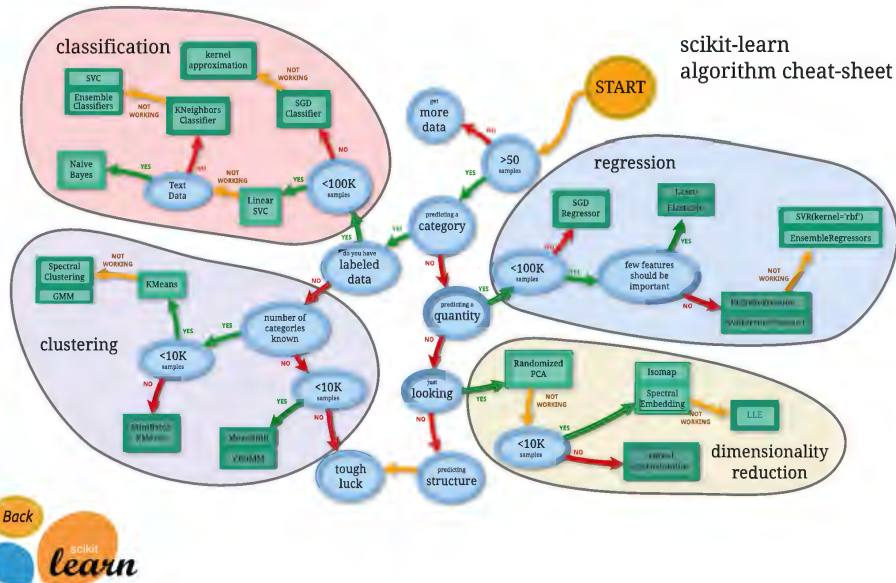 scikit-learn
algorithm cheat-sheet
START
get
more
data
NO
>50
samples
YES
classification
kernel
approximation
NOT
WORKING
SVC
Ensemble
Classifiers
NOT
WORKING
KNeighbors
Classifier
SGD
Classifier
NO
NO
Naive
Bayes
YES
Text
Data
NOT
WORKING
Linear
SVC
YES
<100K
samples
YES
predicting a
category
YES
do you have
labeled
data
NO
NO
regression
SGD
Regressor
NO
<100K
samples
YES
YES
few features
should be
important
YES
Lasso
ElasticNet
NO
NOT
WORKING
SVR(kernel='rbf')
EnsembleRegressors
predicting a
quantity
NO
clustering
Spectral
Clustering
GMM
NOT
WORKING
KMeans
YES
YES
number of
categories
known
NO
<10K
samples
NO
<10K
samples
YES
NO
just
looking
YES
NO
Randomized
PCA
NOT
WORKING
<10K
samples
YES
NO
Isomap
Spectral
Embedding
NOT
WORKING
LLE
dimensionality
reduction
tough
luck
predicting
structure
Back
scikit
learn